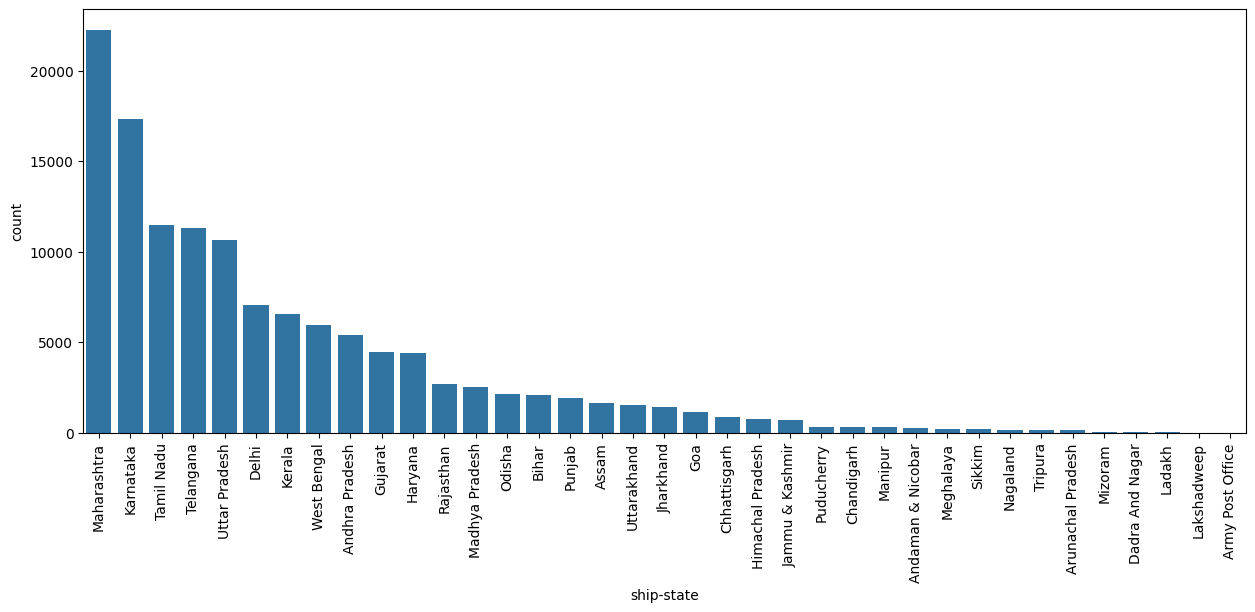 20000
15000
10000
5000
0
count
Maharashtra
Karnataka
Tamil Nadu
Telangana
Uttar Pradesh
Delhi
Kerala
West Bengal
Andhra Pradesh
Gujarat
Haryana
Rajasthan
Madhya Pradesh
Odisha
Bihar
Punjab
Assam
Uttarakhand
Jharkhand
Goa
Chhattisgarh
Himachal Pradesh
Jammu & Kashmir
Puducherry
Chandigarh
Manipur
Andaman & Nicobar
Meghalaya
Sikkim
Nagaland
Tripura
Arunachal Pradesh
Mizoram
Dadra And Nagar
Ladakh
Lakshadweep
Army Post Office
ship-state